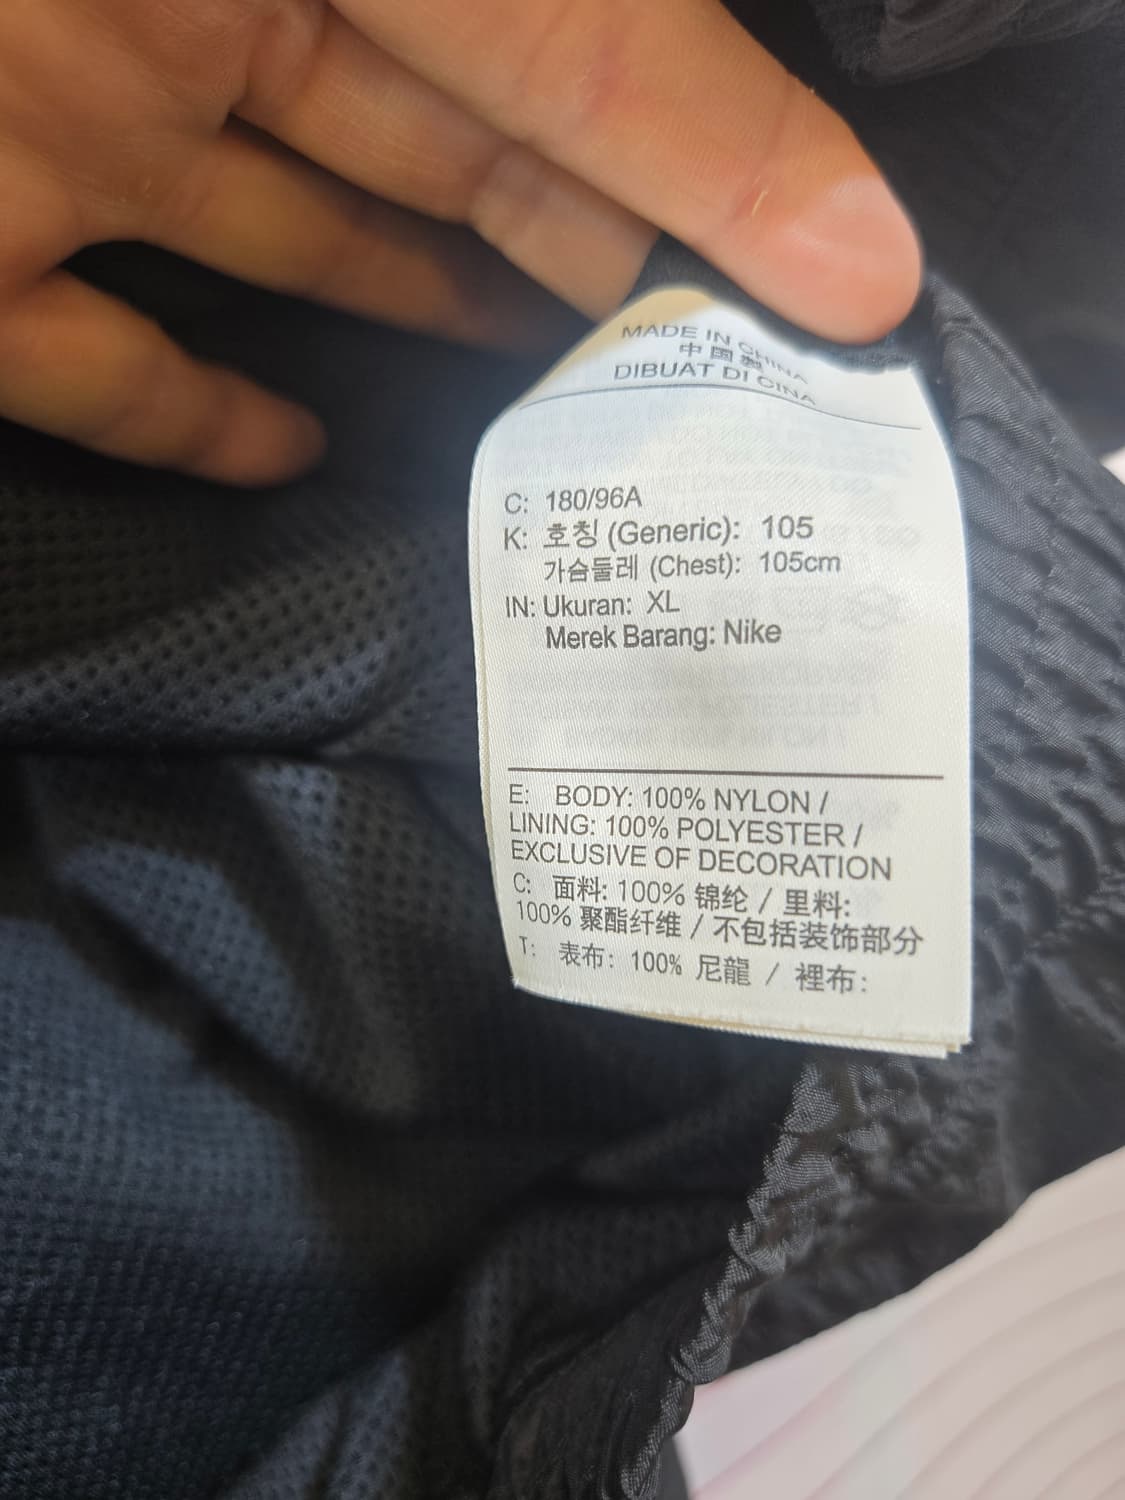 MADE IN CHINA
中国製
DIBUAT DI CINA
C: 180/96A
K: 호칭 (Generic): 105
가슴둘레 (Chest): 105cm
IN: Ukuran: XL
Merek Barang: Nike
E: BODY: 100% NYLON /
LINING: 100% POLYESTER /
EXCLUSIVE OF DECORATION
C: 面料: 100% 锦纶 / 里料:
100% 聚酯纤维 / 不包括装饰部分
T: 表布: 100% 尼龍 / 裡布: